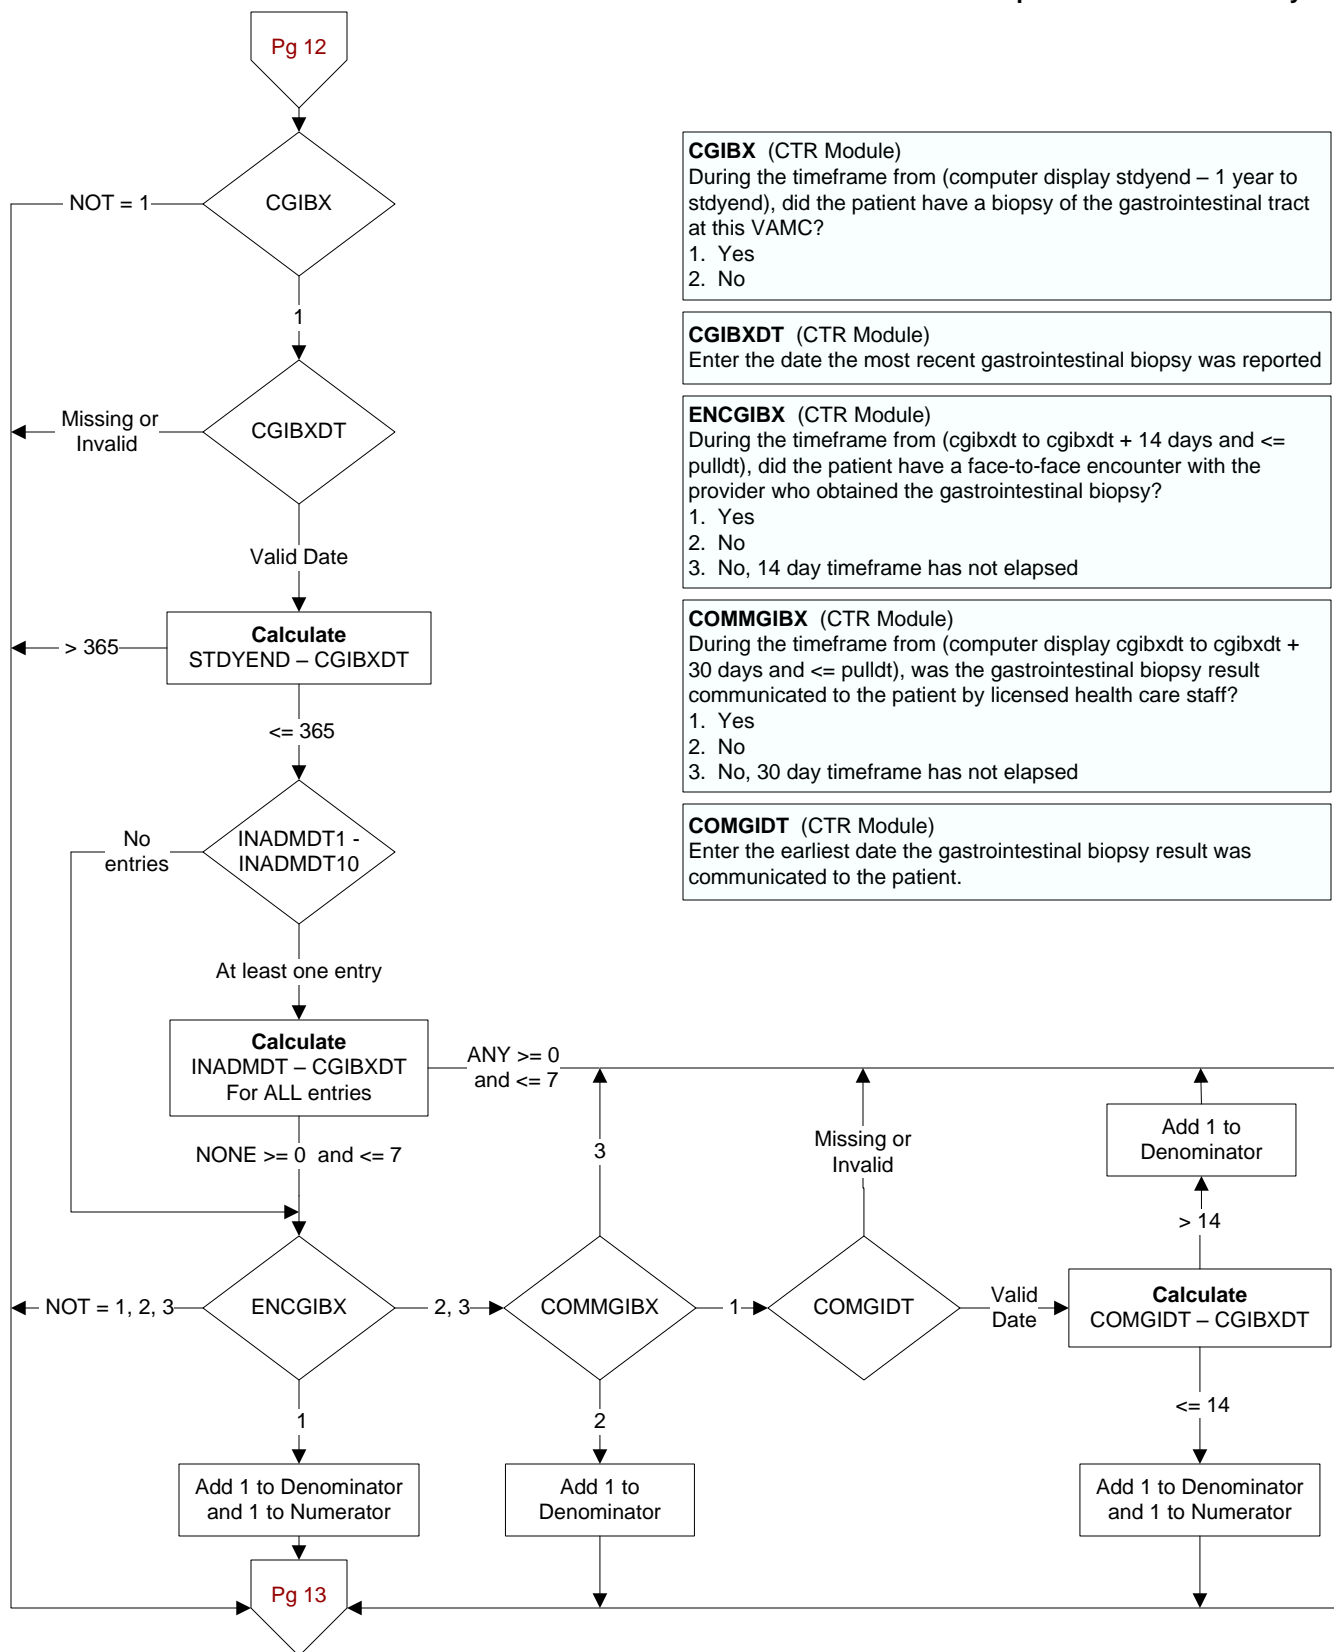 Pg 12
CGIBX
NOT = 1
1
CGIBXDT
Missing or
Invalid
Valid Date
Calculate
STDYEND – CGIBXDT
> 365
<= 365
INADMDT1 -
INADMDT10
No
entries
At least one entry
Calculate
INADMDT – CGIBXDT
For ALL entries
ANY >= 0
and <= 7
NONE >= 0 and <= 7
ENCGIBX
NOT = 1, 2, 3
2, 3
COMMGIBX
3
1
COMGIDT
Missing or
Invalid
Valid
Date
Calculate
COMGIDT – CGIBXDT
> 14
Add 1 to
Denominator
<= 14
1
Add 1 to Denominator
and 1 to Numerator
2
Add 1 to
Denominator
Add 1 to Denominator
and 1 to Numerator
Pg 13
CGIBX (CTR Module)
During the timeframe from (computer display stdyend – 1 year to
stdyend), did the patient have a biopsy of the gastrointestinal tract
at this VAMC?
1. Yes
2. No
CGIBXDT (CTR Module)
Enter the date the most recent gastrointestinal biopsy was reported
ENCGIBX (CTR Module)
During the timeframe from (cgibxdt to cgibxdt + 14 days and <=
pulldt), did the patient have a face-to-face encounter with the
provider who obtained the gastrointestinal biopsy?
1. Yes
2. No
3. No, 14 day timeframe has not elapsed
COMMGIBX (CTR Module)
During the timeframe from (computer display cgibxdt to cgibxdt +
30 days and <= pulldt), was the gastrointestinal biopsy result
communicated to the patient by licensed health care staff?
1. Yes
2. No
3. No, 30 day timeframe has not elapsed
COMGIDT (CTR Module)
Enter the earliest date the gastrointestinal biopsy result was
communicated to the patient.